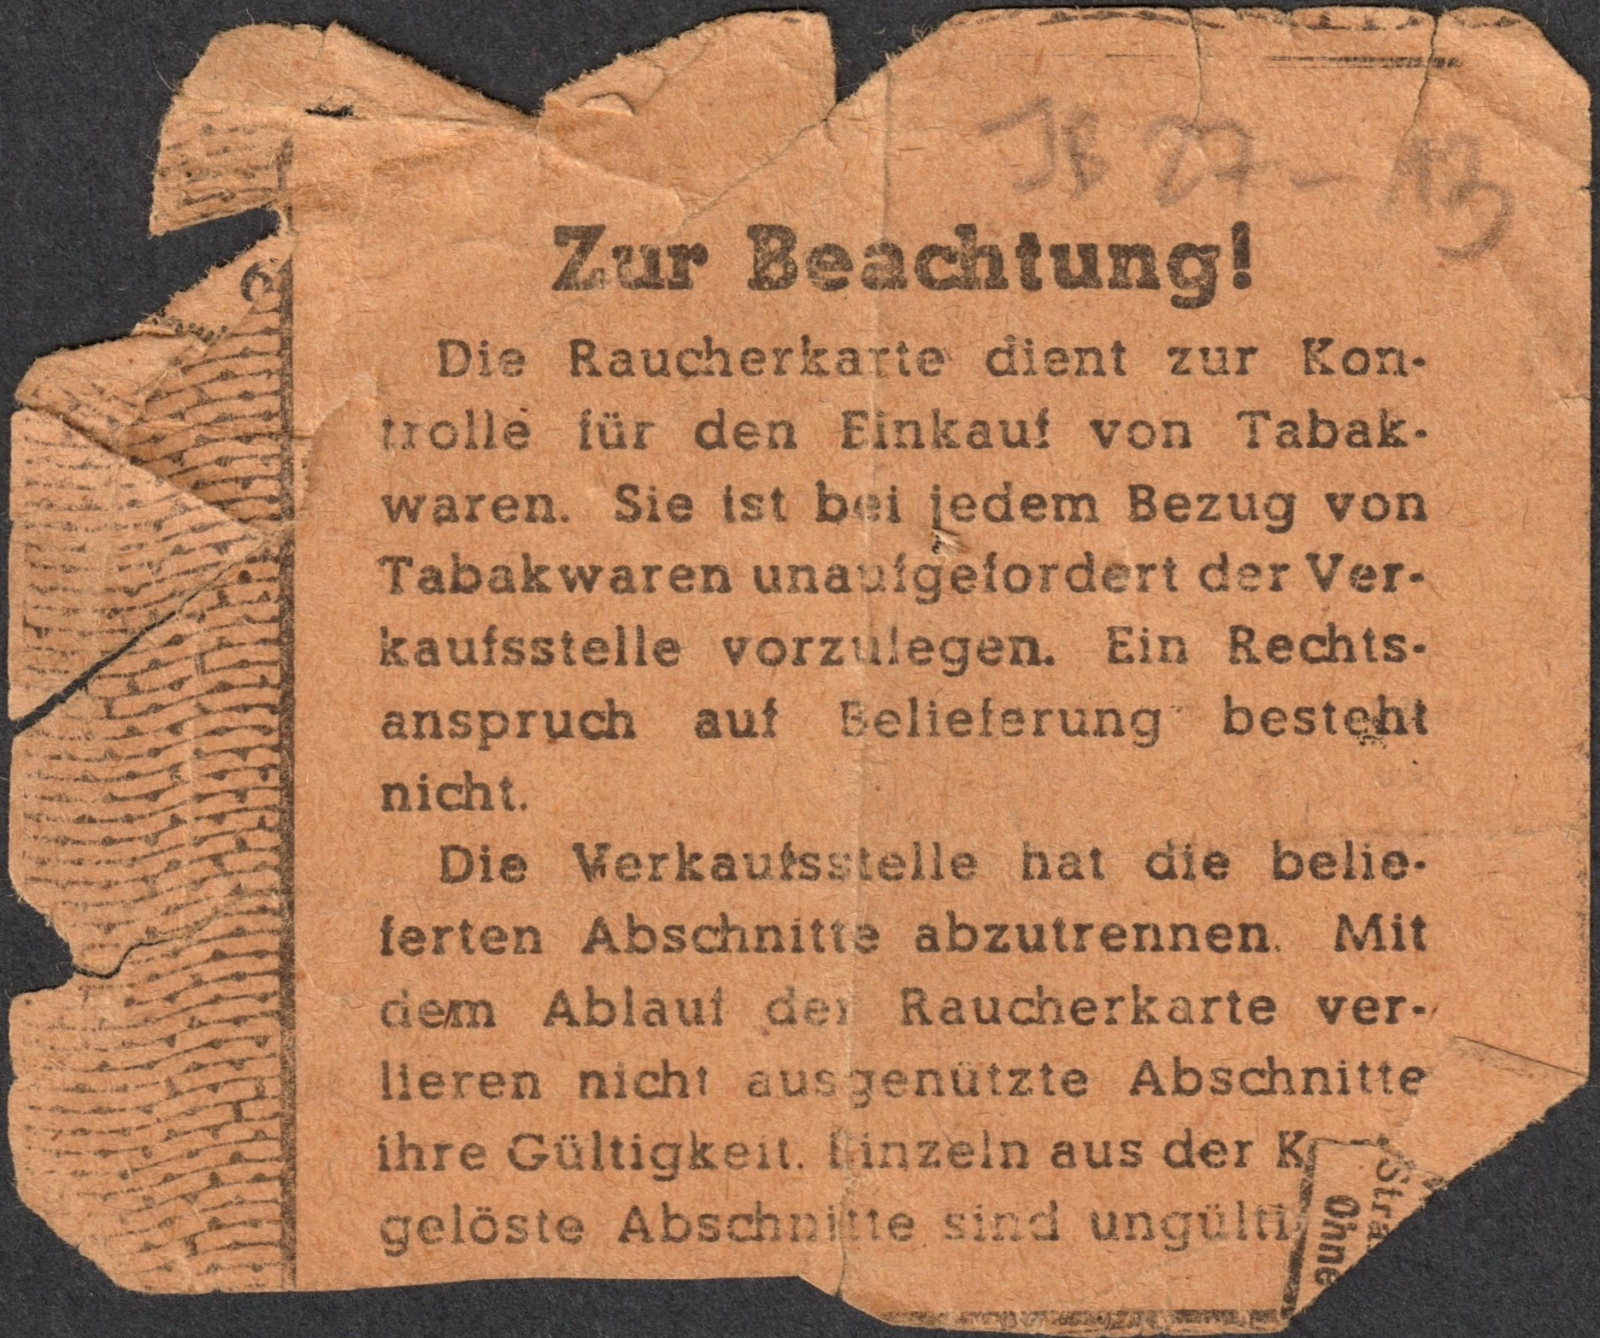 27-
Zur Beachtung!
Die Raucherkarte dient zur Kon-
trolle für den Einkauf von Tabak-
waren. Sie ist bei jedem Bezug von
Tabakwaren unaufgefordert der Ver-
kaufsstelle vorzulegen. Ein Rechts-
anspruch auf Belieferung besteht
nicht.
Die Verkaufsstelle hat die belie-
ferten Abschnitte abzutrennen. Mit
dem Ablauf der Raucherkarte ver-
lieren nicht ausgenützte Abschnitte
ihre Gültigkeit. Einzeln aus der K
gelöste Abschnitte sind ungülti
Stra
Ohne